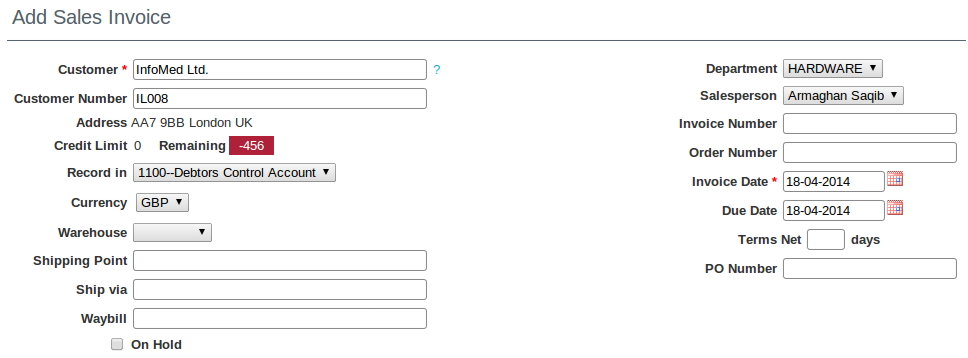 Add Sales Invoice
Customer * InfoMed Ltd. ?
Customer Number IL008
Address AA7 9BB London UK
Credit Limit 0 Remaining -456
Record in 1100--Debtors Control Account
Currency GBP
Warehouse
Shipping Point
Ship via
Waybill
On Hold
Department HARDWARE
Salesperson Armaghan Saqib
Invoice Number
Order Number
Invoice Date * 18-04-2014
Due Date 18-04-2014
Terms Net days
PO Number